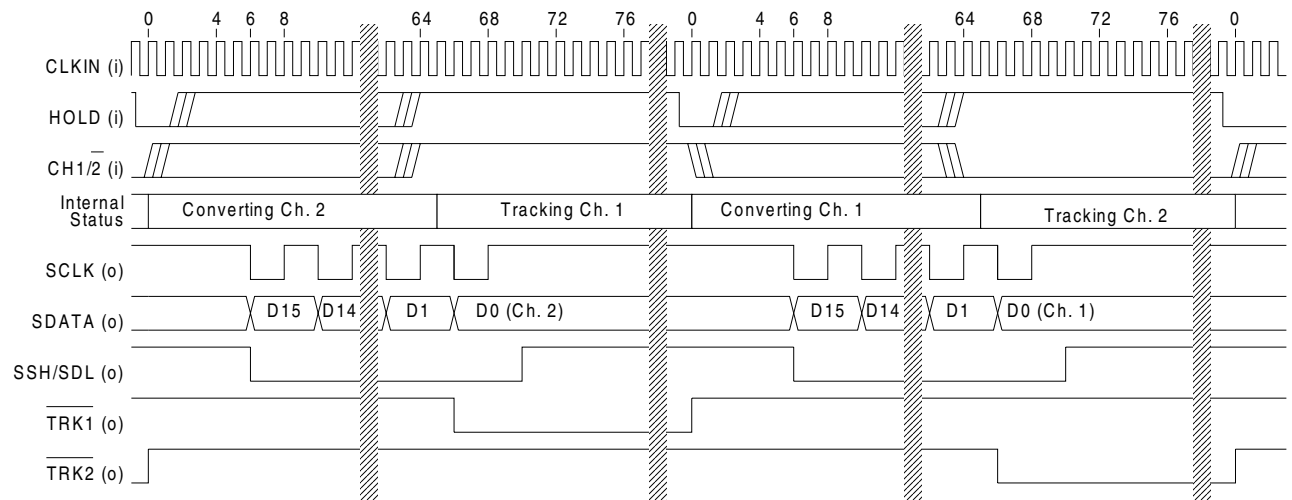 0 4 6 8 64 68 72 76 0 4 6 8 64 68 72 76 0
CLKIN (i)
HOLD (i)
CH1/2̅ (i)
Internal
Status
Converting Ch. 2 Tracking Ch. 1 Converting Ch. 1 Tracking Ch. 2
SCLK (o)
SDATA (o) D15 D14 D1 D0 (Ch. 2) D15 D14 D1 D0 (Ch. 1)
SSH/SDL (o)
T̅R̅K̅1̅ (o)
T̅R̅K̅2̅ (o)